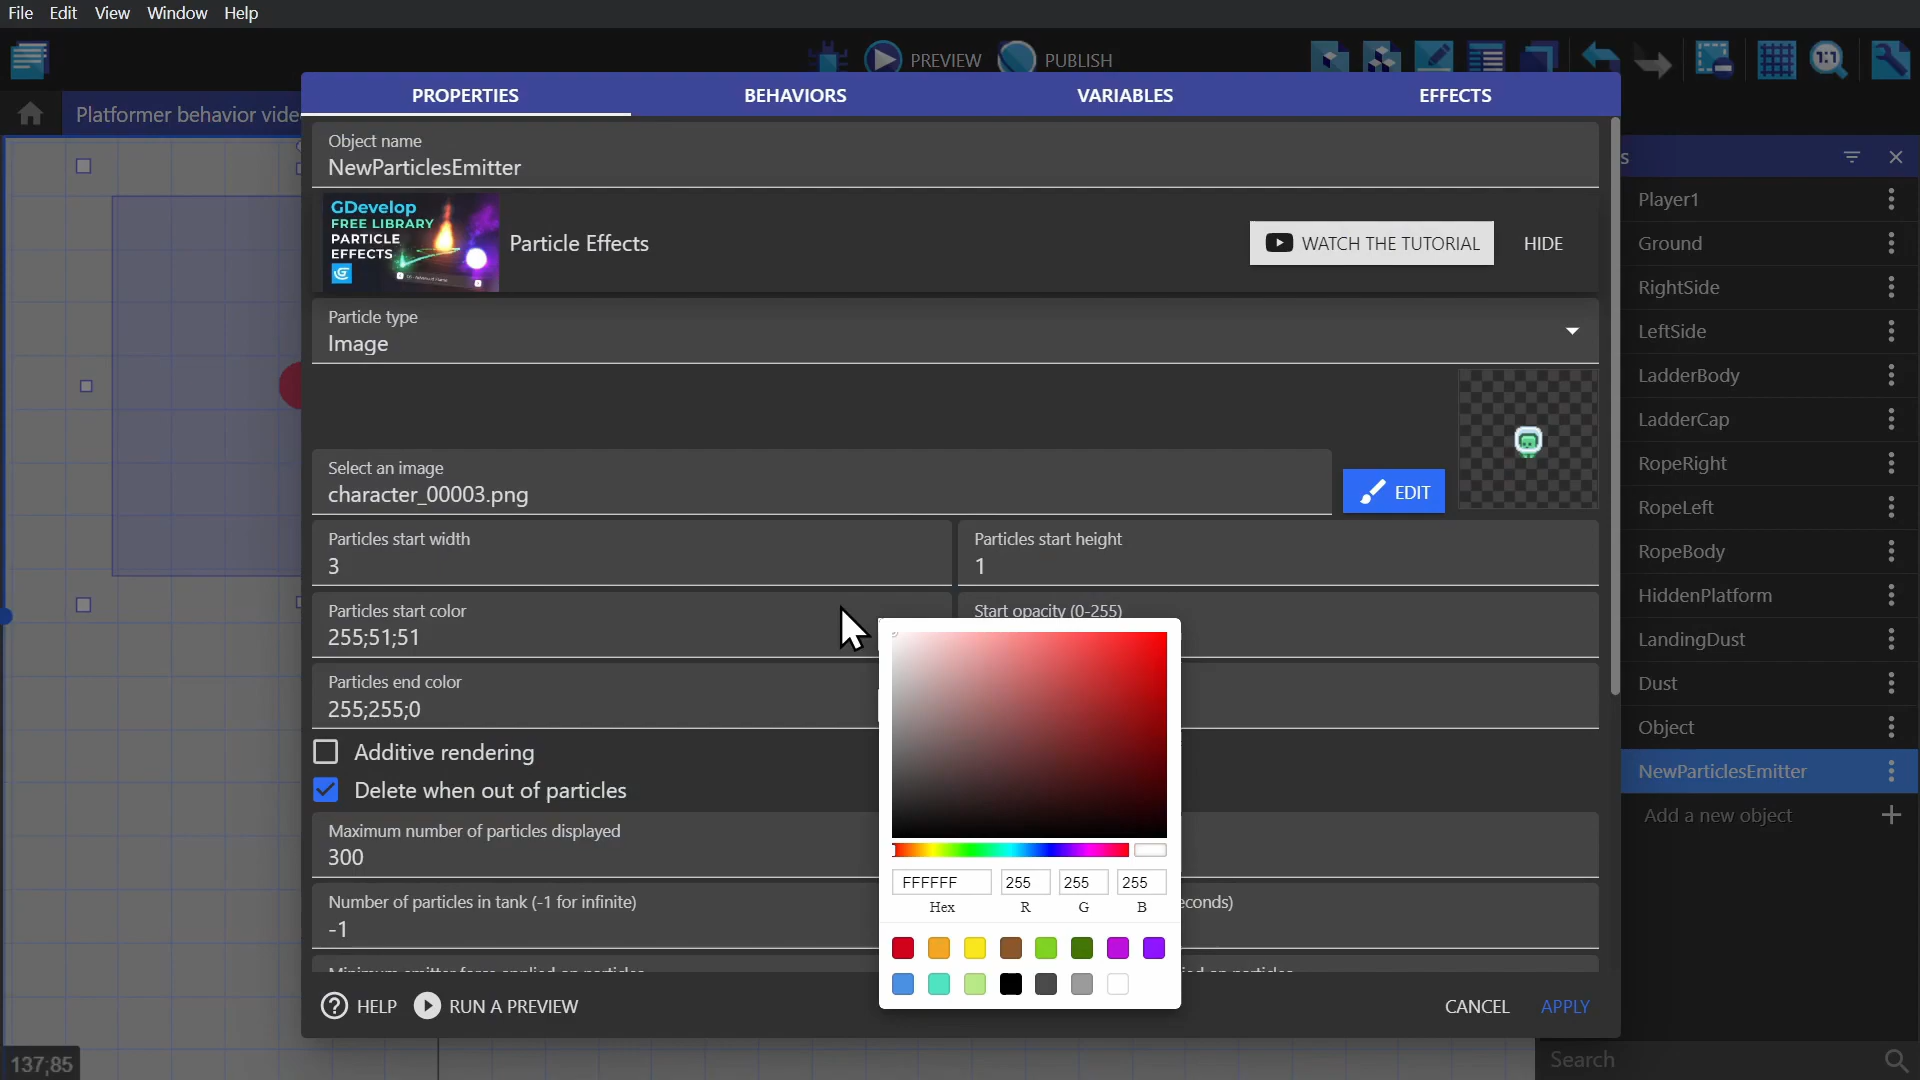 File Edit View Window Help
PREVIEW PUBLISH
Platformer behavior vide
PROPERTIES BEHAVIORS VARIABLES EFFECTS
s
Object name
NewParticlesEmitter
GDevelop
FREE LIBRARY
PARTICLE
EFFECTS
Particle Effects
WATCH THE TUTORIAL HIDE
Particle type
Image
Select an image
character_00003.png
EDIT
Particles start width
3
Particles start height
1
Particles start color
255;51;51
Start opacity (0-255)
Particles end color
255;255;0
Additive rendering
Delete when out of particles
Maximum number of particles displayed
300
Number of particles in tank (-1 for infinite)
-1
econds)
FFFFFF 255 255 255
Hex R G B
HELP RUN A PREVIEW
CANCEL APPLY
Player1
Ground
RightSide
LeftSide
LadderBody
LadderCap
RopeRight
RopeLeft
RopeBody
HiddenPlatform
LandingDust
Dust
Object
NewParticlesEmitter
Add a new object
1:1
137;85
Search